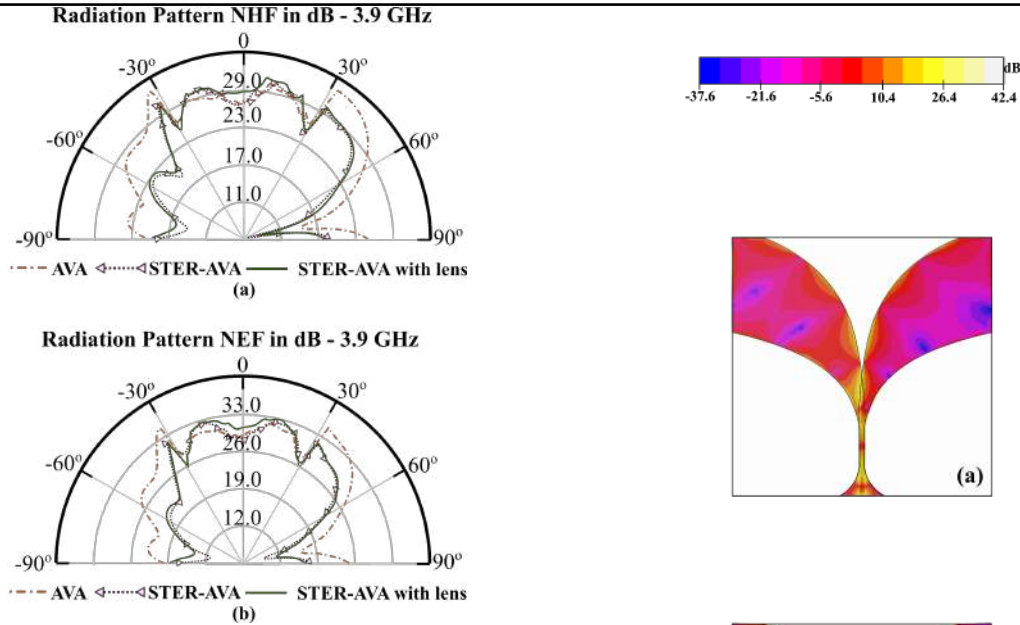 Radiation Pattern NHF in dB - 3.9 GHz
0
-30° 30°
29.0
23.0
-60° 60°
17.0
11.0
-90° 90°
AVA STER-AVA STER-AVA with lens
(a)
Radiation Pattern NEF in dB - 3.9 GHz
0
-30° 30°
33.0
26.0
-60° 60°
19.0
12.0
-90° 90°
AVA STER-AVA STER-AVA with lens
(b)
dB
-37.6 -21.6 -5.6 10.4 26.4 42.4
(a)